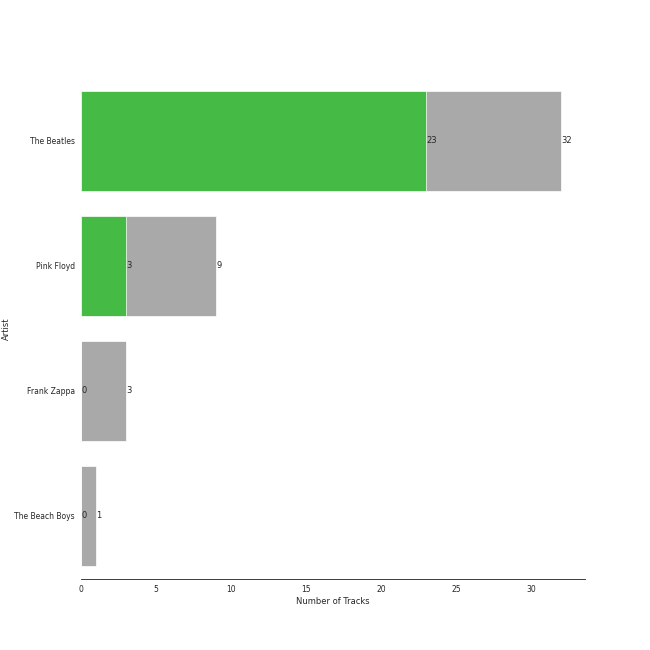 The Beatles 23 32
Pink Floyd 3 9
Frank Zappa 0 3
The Beach Boys 0 1
Artist
0 5 10 15 20 25 30
Number of Tracks